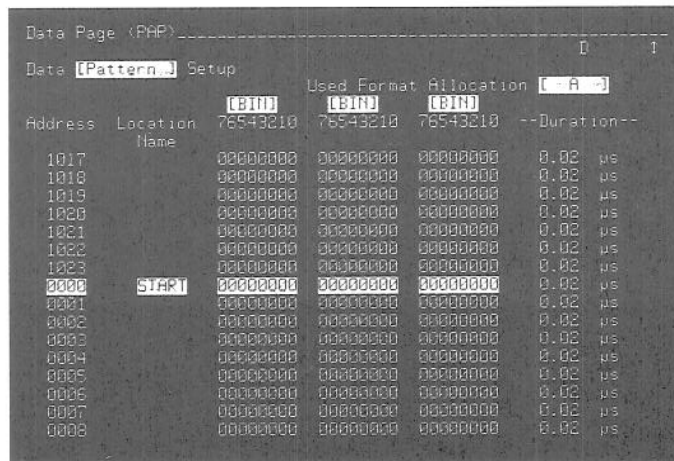 Data Page (PAP)
D ↑
Data [Pattern ] Setup
Used Format Allocation [ - A - ]
[BIN] [BIN] [BIN]
Address Location 76543210 76543210 76543210 --Duration--
Name
1017 00000000 00000000 00000000 0.02 µs
1018 00000000 00000000 00000000 0.02 µs
1019 00000000 00000000 00000000 0.02 µs
1020 00000000 00000000 00000000 0.02 µs
1021 00000000 00000000 00000000 0.02 µs
1022 00000000 00000000 00000000 0.02 µs
1023 00000000 00000000 00000000 0.02 µs
0000 START 00000000 00000000 00000000 0.02 µs
0001 00000000 00000000 00000000 0.02 µs
0002 00000000 00000000 00000000 0.02 µs
0003 00000000 00000000 00000000 0.02 µs
0004 00000000 00000000 00000000 0.02 µs
0005 00000000 00000000 00000000 0.02 µs
0006 00000000 00000000 00000000 0.02 µs
0007 00000000 00000000 00000000 0.02 µs
0008 00000000 00000000 00000000 0.02 µs